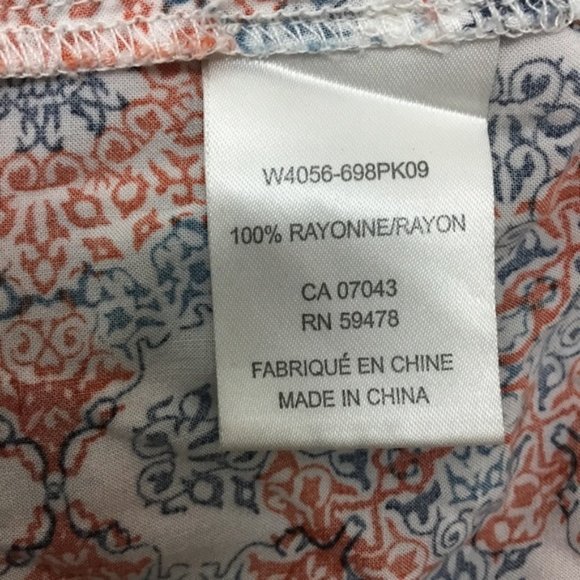 W4056-698PK09
100% RAYONNE/RAYON
CA 07043
RN 59478
FABRIQUÉ EN CHINE
MADE IN CHINA